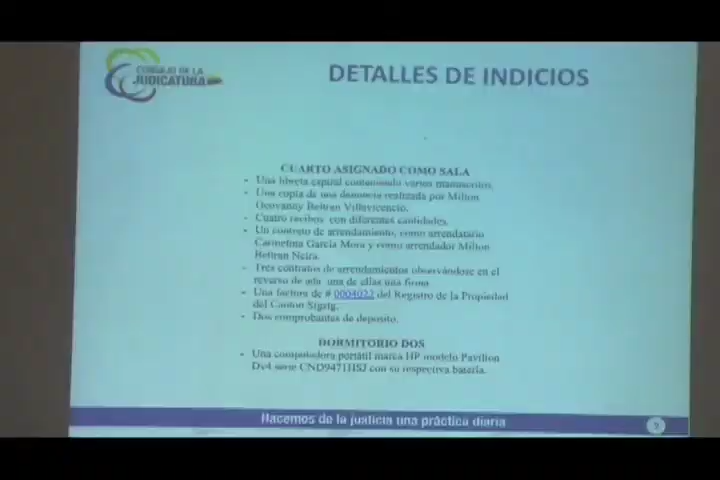 CONSEJO DE LA
JUDICATURA
DETALLES DE INDICIOS
CUARTO ASIGNADO COMO SALA
- Una libreta capital conteniendo varios manuscritos.
- Una copia de una denuncia realizada por Milton
Geovanny Beltran Villavicencio.
- Cuatro recibos con diferentes cantidades.
- Un contrato de arrendamiento, como arrendatario
Carmelina Garcia Mora y como arrendador Milton
Beltran Neira.
- Tres contratos de arrendamientos observándose en el
reverso de ada una de ellas una firma
- Una factura de # 0004022 del Registro de la Propiedad
del Canton Sigsig.
- Dos comprobantes de deposito.
DORMITORIO DOS
- Una computadora portátil marca HP modelo Pavilion
Dv4 serie CND9471HSJ con su respectiva batería.
Hacemos de la justicia una práctica diaria